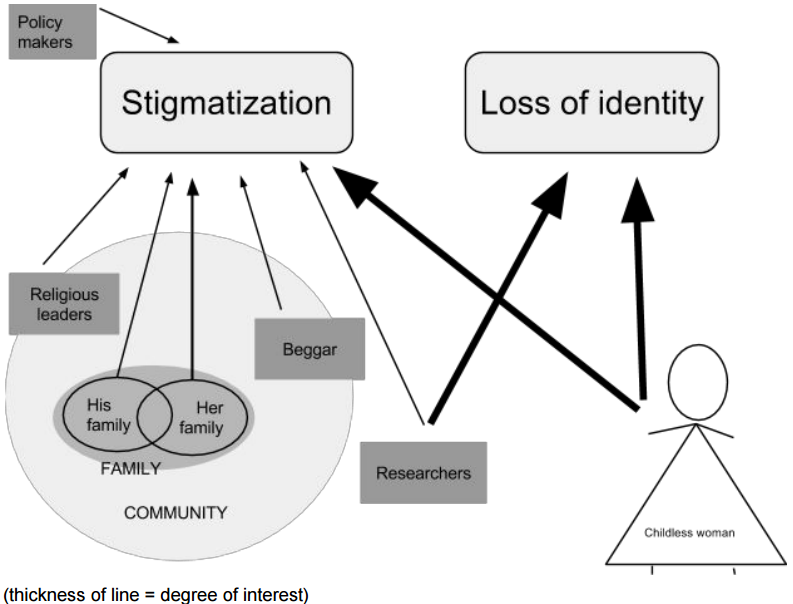 Policy
makers
Stigmatization
Loss of identity
Religious
leaders
Beggar
His
family
Her
family
FAMILY
COMMUNITY
Researchers
Childless woman
(thickness of line = degree of interest)